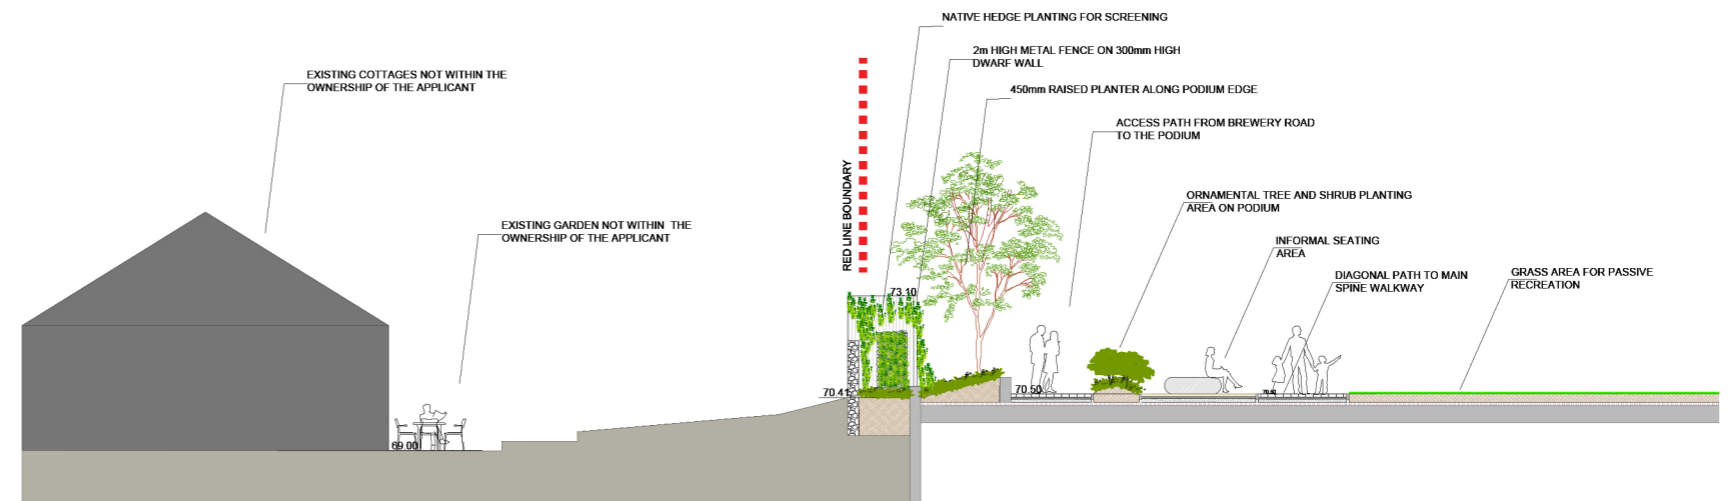 NATIVE HEDGE PLANTING FOR SCREENING
2m HIGH METAL FENCE ON 300mm HIGH
DWARF WALL
EXISTING COTTAGES NOT WITHIN THE
OWNERSHIP OF THE APPLICANT
450mm RAISED PLANTER ALONG PODIUM EDGE
ACCESS PATH FROM BREWERY ROAD
TO THE PODIUM
RED LINE BOUNDARY
ORNAMENTAL TREE AND SHRUB PLANTING
AREA ON PODIUM
EXISTING GARDEN NOT WITHIN THE
OWNERSHIP OF THE APPLICANT
INFORMAL SEATING
AREA
DIAGONAL PATH TO MAIN
SPINE WALKWAY
GRASS AREA FOR PASSIVE
RECREATION
73.10
70.41
70.50
69.00